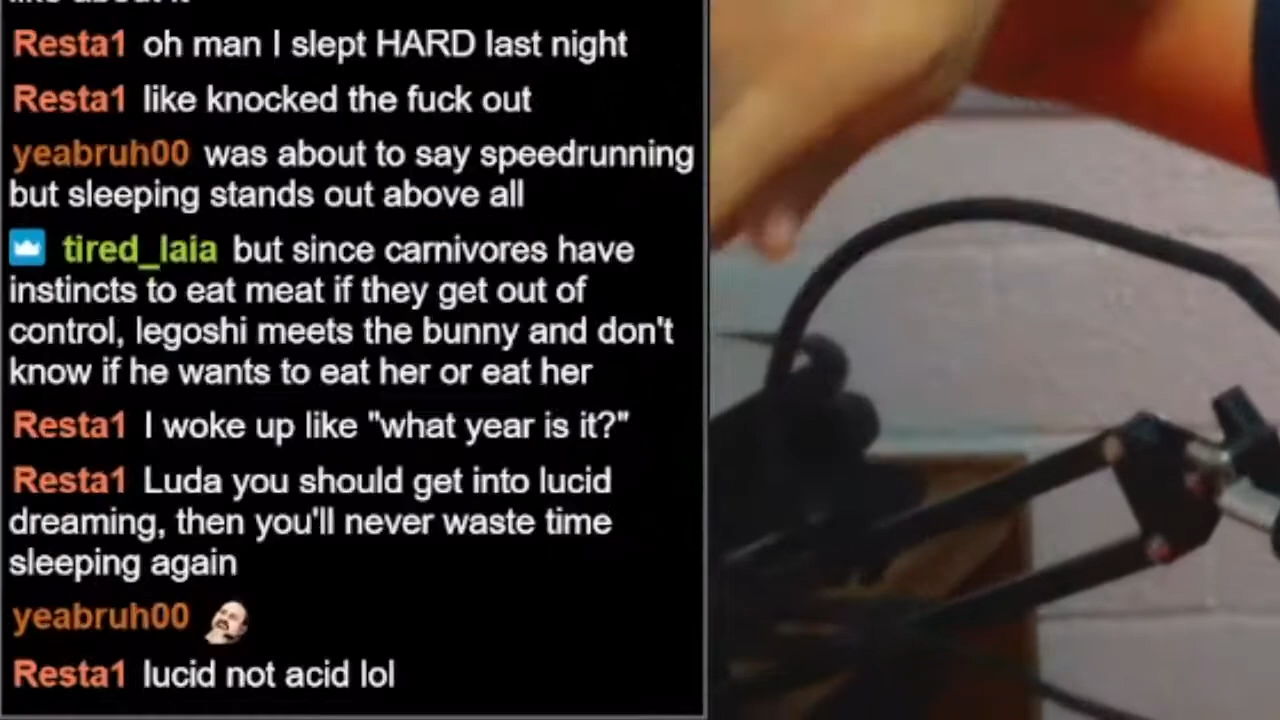 like about it
Resta1 oh man I slept HARD last night
Resta1 like knocked the fuck out
yeabruh00 was about to say speedrunning
but sleeping stands out above all
tired_laia but since carnivores have
instincts to eat meat if they get out of
control, legoshi meets the bunny and don't
know if he wants to eat her or eat her
Resta1 I woke up like "what year is it?"
Resta1 Luda you should get into lucid
dreaming, then you'll never waste time
sleeping again
yeabruh00
Resta1 lucid not acid lol